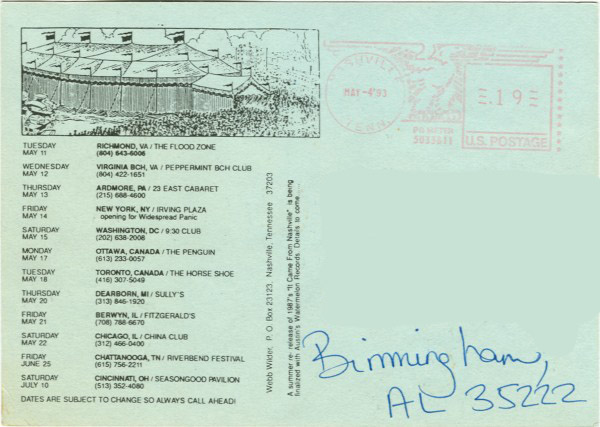 NASHVILLE
MAY -4'93
TENN.
.19
PB METER
U.S. POSTAGE
TUESDAY MAY 11 RICHMOND, VA / THE FLOOD ZONE
(804) 643-6006
WEDNESDAY MAY 12 VIRGINIA BCH, VA / PEPPERMINT BCH CLUB
(804) 422-1651
THURSDAY MAY 13 ARDMORE, PA / 23 EAST CABARET
(215) 688-4600
FRIDAY MAY 14 NEW YORK, NY / IRVING PLAZA
opening for Widespread Panic
SATURDAY MAY 15 WASHINGTON, DC / 9:30 CLUB
(202) 638-2008
MONDAY MAY 17 OTTAWA, CANADA / THE PENGUIN
(613) 233-0057
TUESDAY MAY 18 TORONTO, CANADA / THE HORSE SHOE
(416) 307-5049
THURSDAY MAY 20 DEARBORN, MI / SULLY'S
(313) 846-1920
FRIDAY MAY 21 BERWYN, IL / FITZGERALD'S
(708) 788-6670
SATURDAY MAY 22 CHICAGO, IL / CHINA CLUB
(312) 466-0400
FRIDAY JUNE 25 CHATTANOOGA, TN / RIVERBEND FESTIVAL
(615) 756-2211
SATURDAY JULY 10 CINCINNATI, OH / SEASONGOOD PAVILION
(513) 352-4080
DATES ARE SUBJECT TO CHANGE SO ALWAYS CALL AHEAD!
Webb Wilder, P. O. Box 23123, Nashville, Tennessee 37203
A summer re-release of 1987's "It Came From Nashville" is being
finalized with Austin's Watermelon Records. Details to come.....
Birmingham,
AL 35222